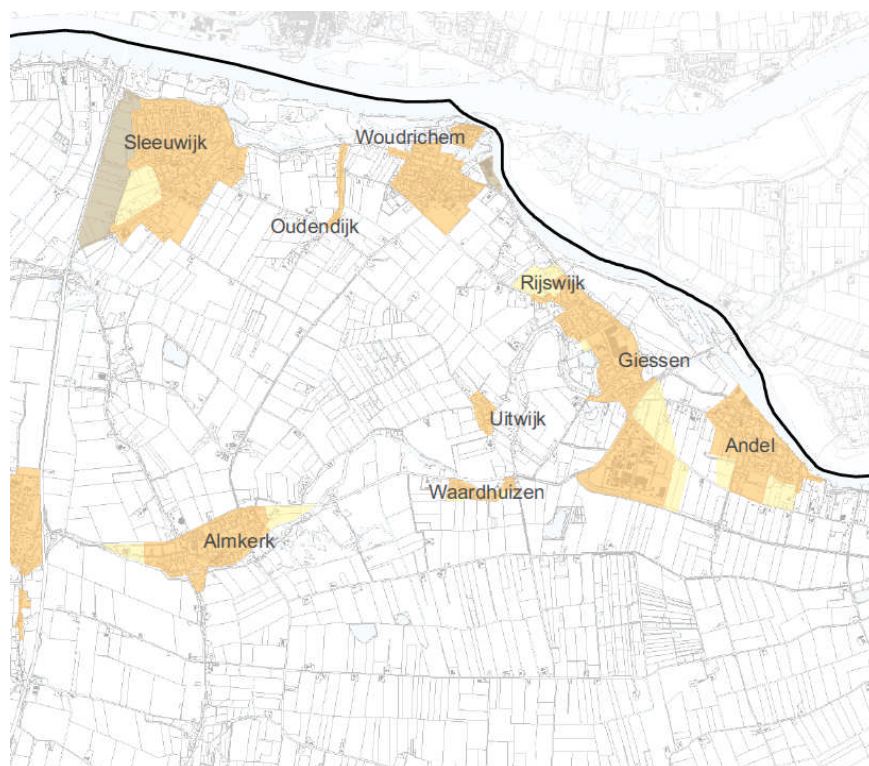 Sleeuwijk
Woudrichem
Oudendijk
Rijswijk
Giessen
Uitwijk
Andel
Waardhuizen
Almkerk